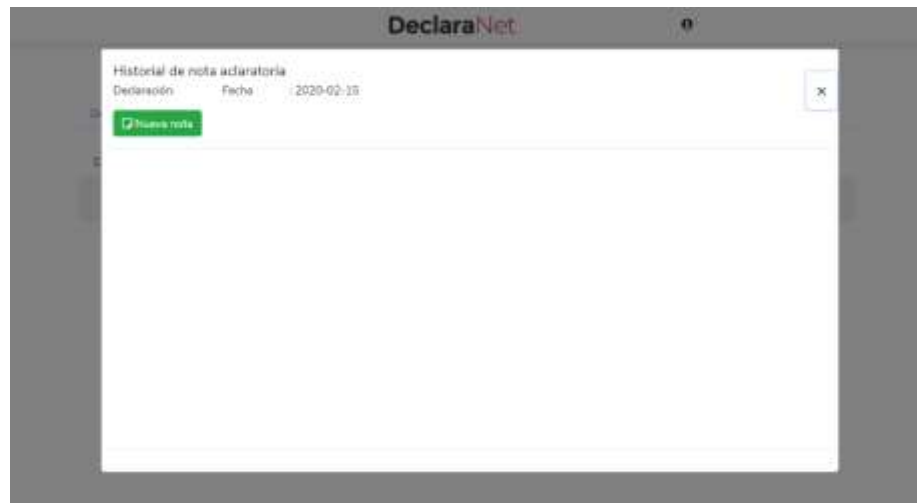 DeclaraNet
Historial de nota aclaratoria
Declaración Fecha : 2020-02-15
Nueva nota
×